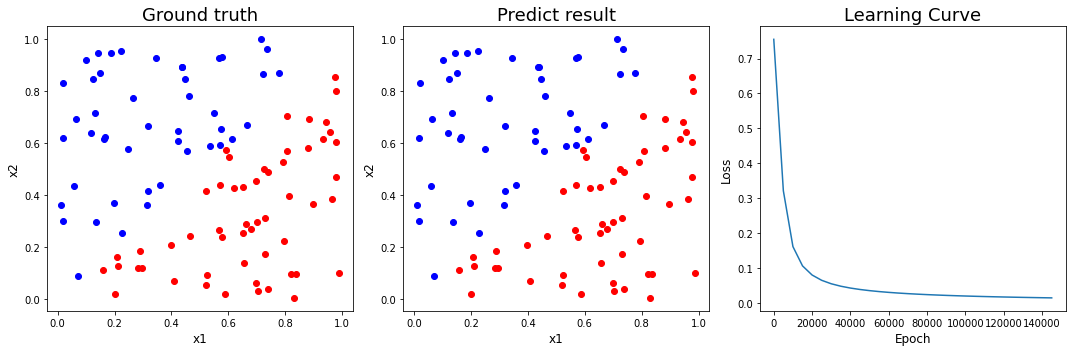 Ground truth
1.0
0.8
0.6
0.4
0.2
0.0
x2
0.0 0.2 0.4 0.6 0.8 1.0
x1
Predict result
1.0
0.8
0.6
0.4
0.2
0.0
x2
0.0 0.2 0.4 0.6 0.8 1.0
x1
Learning Curve
0.7
0.6
0.5
0.4
0.3
0.2
0.1
0.0
Loss
0 20000 40000 60000 80000 100000 120000 140000
Epoch